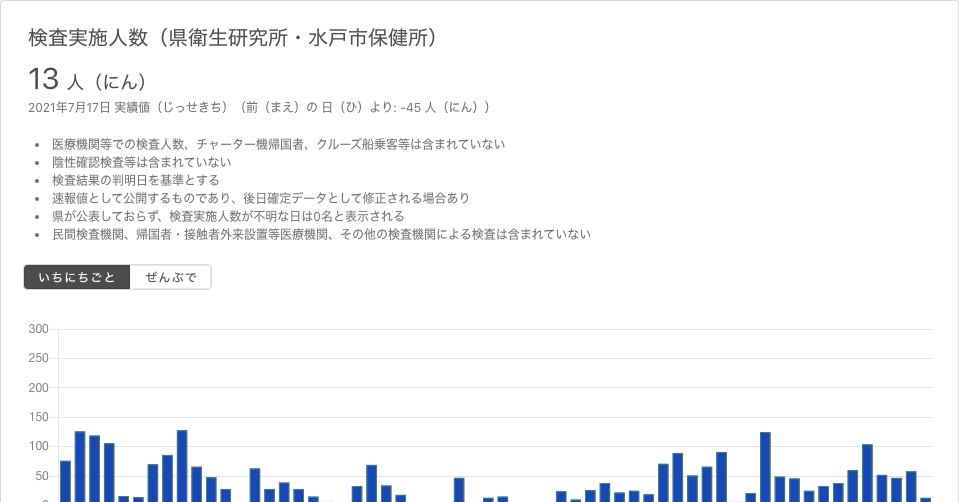 検査実施人数（県衛生研究所・水戸市保健所）
13 人（にん）
2021年7月17日 実績値（じっせきち）（前（まえ）の 日（ひ）より: -45 人（にん））
医療機関等での検査人数、チャーター機帰国者、クルーズ船乗客等は含まれていない
陰性確認検査等は含まれていない
検査結果の判明日を基準とする
速報値として公開するものであり、後日確定データとして修正される場合あり
県が公表しておらず、検査実施人数が不明な日は0名と表示される
民間検査機関、帰国者・接触者外来設置等医療機関、その他の検査機関による検査は含まれていない
いちにちごと ぜんぶで
300
250
200
150
100
50